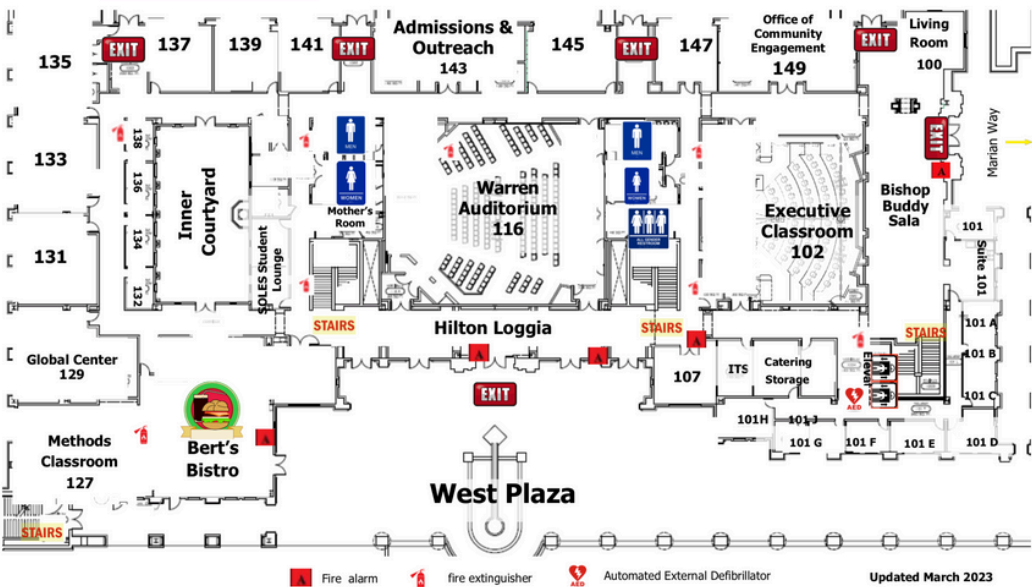 135
EXIT
137
139
141
EXIT
Admissions &
Outreach
143
145
EXIT
147
Office of
Community
Engagement
149
EXIT
Living
Room
100
133
138
136
134
132
Inner
Courtyard
SOLES Student
Lounge
MEN
WOMEN
Mother's
Room
Warren
Auditorium
116
MEN
WOMEN
ALL GENDER
RESTROOM
Executive
Classroom
102
EXIT
A
Marian Way
Bishop
Buddy
Sala
131
101
Suite 101
STAIRS
Hilton Loggia
STAIRS
STAIRS
A
A
A
101 A
101 B
101 C
Global Center
129
107
ITS
Catering
Storage
Elevat
AED
EXIT
Bert's
Bistro
A
Methods
Classroom
127
101H
101 J
101 G
101 F
101 E
101 D
West Plaza
STAIRS
A Fire alarm
fire extinguisher
AED Automated External Defibrillator
Updated March 2023